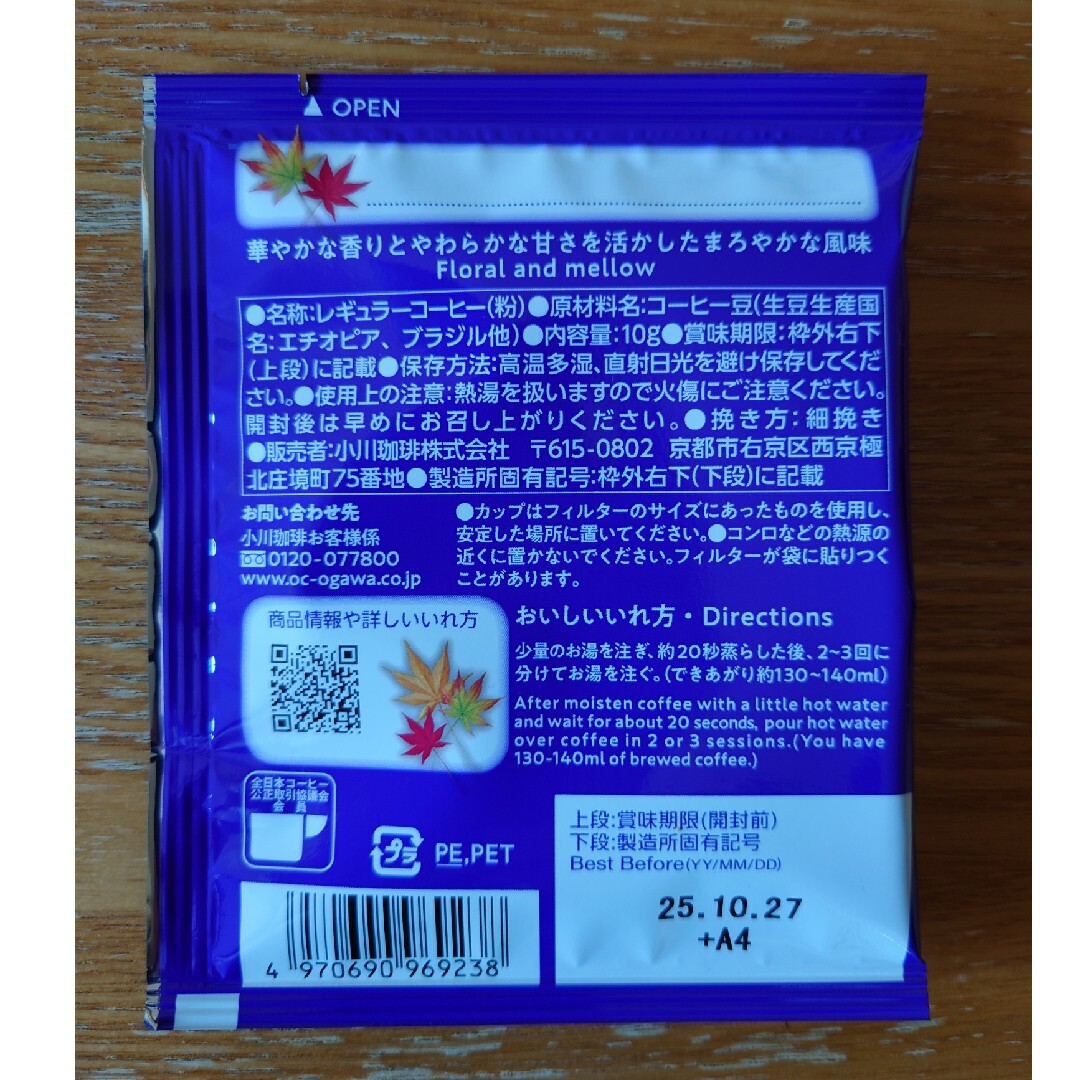 ▲ OPEN
華やかな香りとやわらかな甘さを活かしたまろやかな風味
Floral and mellow
●名称:レギュラーコーヒー(粉)●原材料名:コーヒー豆(生豆生産国
名:エチオピア、ブラジル他)●内容量:10g●賞味期限:枠外右下
(上段)に記載●保存方法:高温多湿、直射日光を避け保存してくだ
さい。●使用上の注意:熱湯を扱いますので火傷にご注意ください。
開封後は早めにお召し上がりください。●挽き方:細挽き
●販売者:小川珈琲株式会社 〒615-0802 京都市右京区西京極
北庄境町75番地●製造所固有記号:枠外右下(下段)に記載
お問い合わせ先
小川珈琲お客様係
0120-077800
www.oc-ogawa.co.jp
●カップはフィルターのサイズにあったものを使用し、
安定した場所に置いてください。●コンロなどの熱源の
近くに置かないでください。フィルターが袋に貼りつく
ことがあります。
商品情報や詳しいいれ方
おいしいいれ方・Directions
少量のお湯を注ぎ、約20秒蒸らした後、2~3回に
分けてお湯を注ぐ。(できあがり約130~140ml)
After moisten coffee with a little hot water
and wait for about 20 seconds, pour hot water
over coffee in 2 or 3 sessions.(You have
130-140ml of brewed coffee.)
全日本コーヒー
公正取引協議会
会員
プラ
PE,PET
上段:賞味期限(開封前)
下段:製造所固有記号
Best Before(YY/MM/DD)
25.10.27
+A4
4 970690 969238